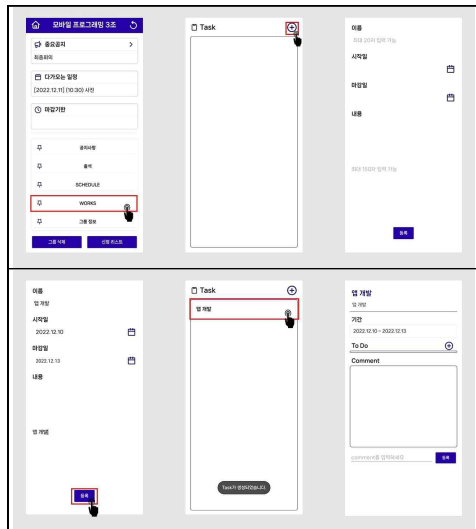 모바일 프로그래밍 3조
중요공지
최종회의
다가오는 일정
[2022.12.11] (10:30) 사진
마감기한
공지사항
출석
SCHEDULE
WORKS
그룹 정보
그룹 삭제
신청 리스트
Task
이름
최대 20자 입력 가능
시작일
마감일
내용
최대 150자 입력 가능
등록
이름
앱 개발
시작일
2022.12.10
마감일
2022.12.13
내용
앱 개발
등록
Task
앱 개발
Task가 생성되었습니다.
앱 개발
앱 개발
기간
2022.12.10 ~ 2022.12.13
To Do
Comment
comment를 입력하세요
등록